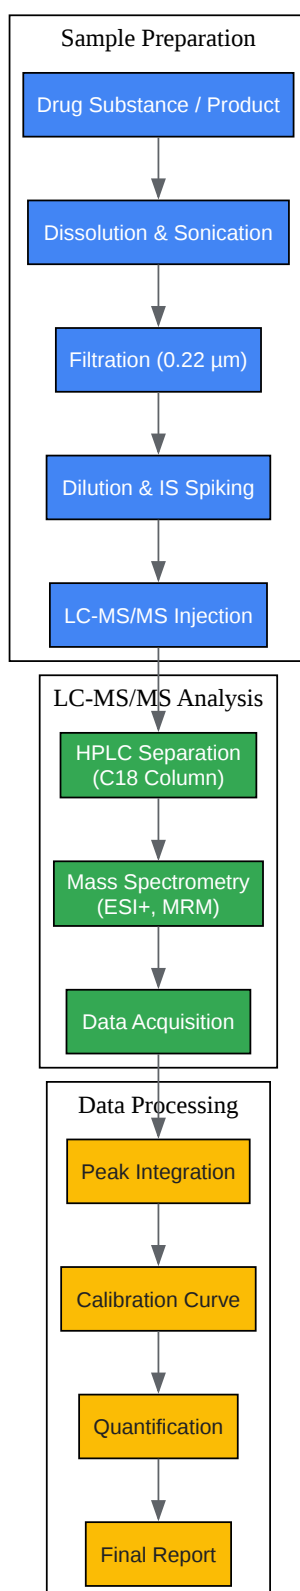 Sample Preparation
Drug Substance / Product
Dissolution & Sonication
Filtration (0.22 µm)
Dilution & IS Spiking
LC-MS/MS Injection
LC-MS/MS Analysis
HPLC Separation
(C18 Column)
Mass Spectrometry
(ESI+, MRM)
Data Acquisition
Data Processing
Peak Integration
Calibration Curve
Quantification
Final Report